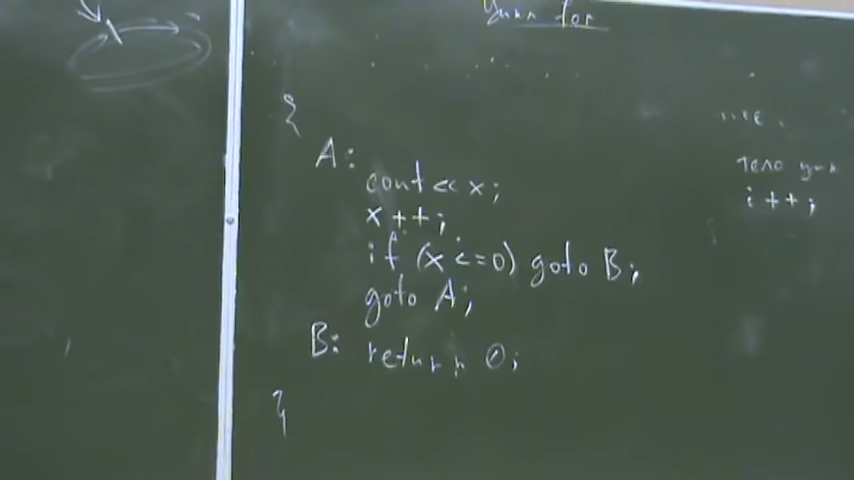 Цикл for
{
A:
cout << x;
x++;
if (x <= 0) goto B;
goto A;
B: return 0;
}
тело цик
i++;